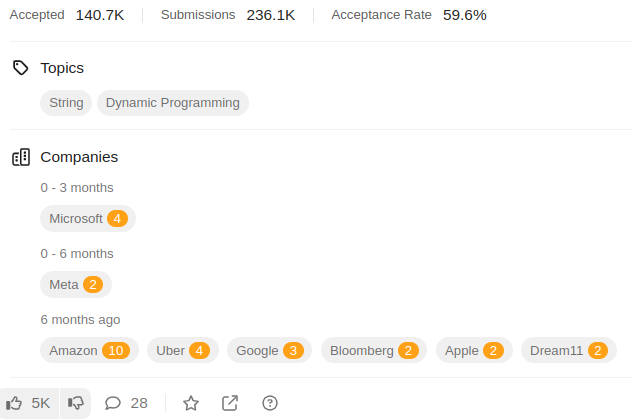 Accepted 140.7K Submissions 236.1K Acceptance Rate 59.6%
Topics
String Dynamic Programming
Companies
0 - 3 months
Microsoft 4
0 - 6 months
Meta 2
6 months ago
Amazon 10 Uber 4 Google 3 Bloomberg 2 Apple 2 Dream11 2
5K 28